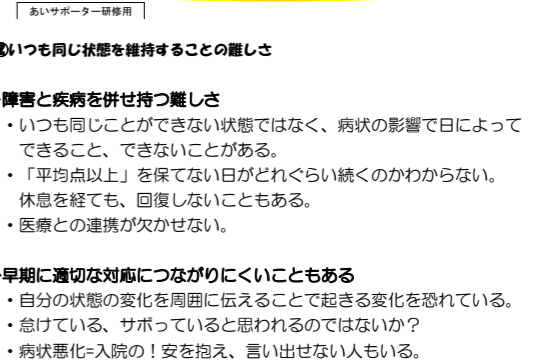 あいサポーター研修用
②いつも同じ状態を維持することの難しさ
障害と疾病を併せ持つ難しさ
・いつも同じことができない状態ではなく、病状の影響で日によって
できること、できないことがある。
・「平均点以上」を保てない日がどれぐらい続くのかわからない。
休息を経ても、回復しないこともある。
・医療との連携が欠かせない。
早期に適切な対応につながりにくいこともある
・自分の状態の変化を周囲に伝えることで起きる変化を恐れている。
・怠けている、サボっていると思われるのではないか？
・病状悪化=入院の！安を抱え、言い出せない人もいる。